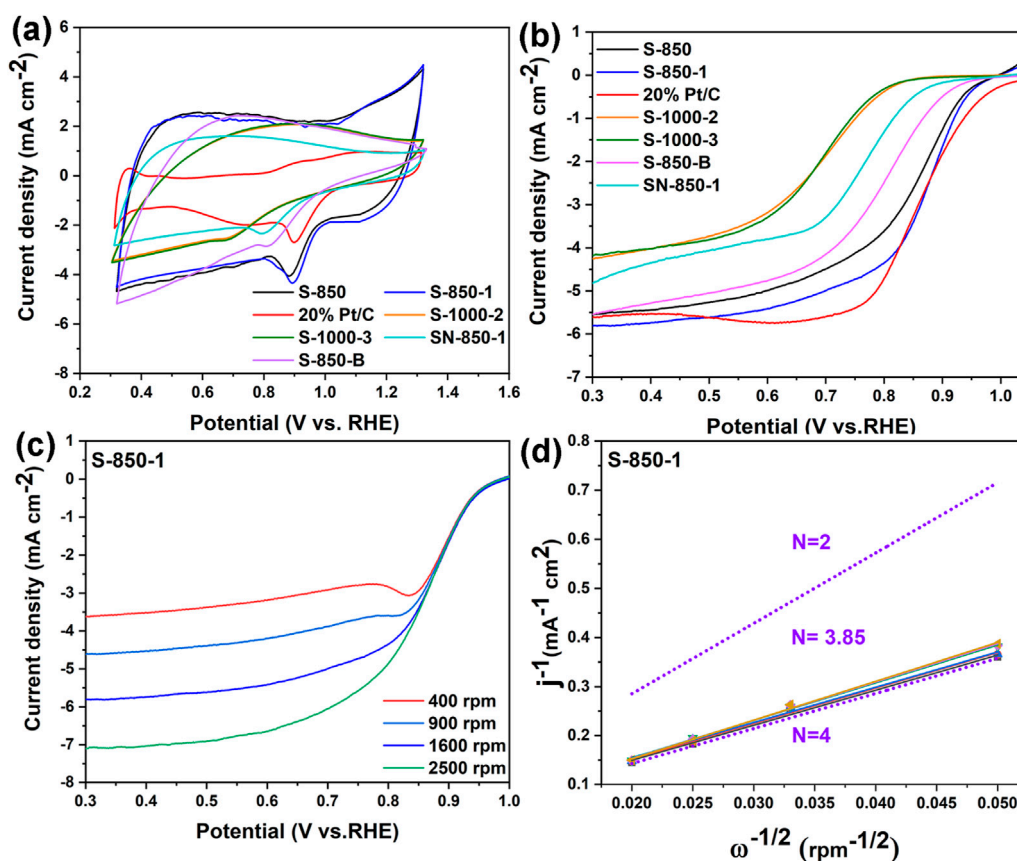 (a)
6
4
2
0
-2
-4
-6
-8
Current density (mA cm⁻²)
S-850
S-850-1
20% Pt/C
S-1000-2
S-1000-3
SN-850-1
S-850-B
0.2 0.4 0.6 0.8 1.0 1.2 1.4 1.6
Potential (V vs. RHE)
(b)
1
0
-1
-2
-3
-4
-5
-6
-7
Current density (mA cm⁻²)
S-850
S-850-1
20% Pt/C
S-1000-2
S-1000-3
S-850-B
SN-850-1
0.3 0.4 0.5 0.6 0.7 0.8 0.9 1.0
Potential (V vs.RHE)
(c)
S-850-1
1
0
-1
-2
-3
-4
-5
-6
-7
-8
Current density (mA cm⁻²)
400 rpm
900 rpm
1600 rpm
2500 rpm
0.3 0.4 0.5 0.6 0.7 0.8 0.9 1.0
Potential (V vs.RHE)
(d)
S-850-1
0.8
0.7
0.6
0.5
0.4
0.3
0.2
0.1
j⁻¹(mA⁻¹ cm²)
N=2
N= 3.85
N=4
0.020 0.025 0.030 0.035 0.040 0.045 0.050
ω⁻¹/² (rpm⁻¹/²)